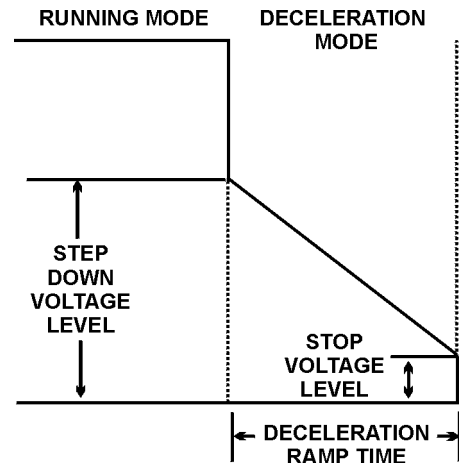 RUNNING MODE
DECELERATION
MODE
STEP
DOWN
VOLTAGE
LEVEL
STOP
VOLTAGE
LEVEL
DECELERATION
RAMP TIME